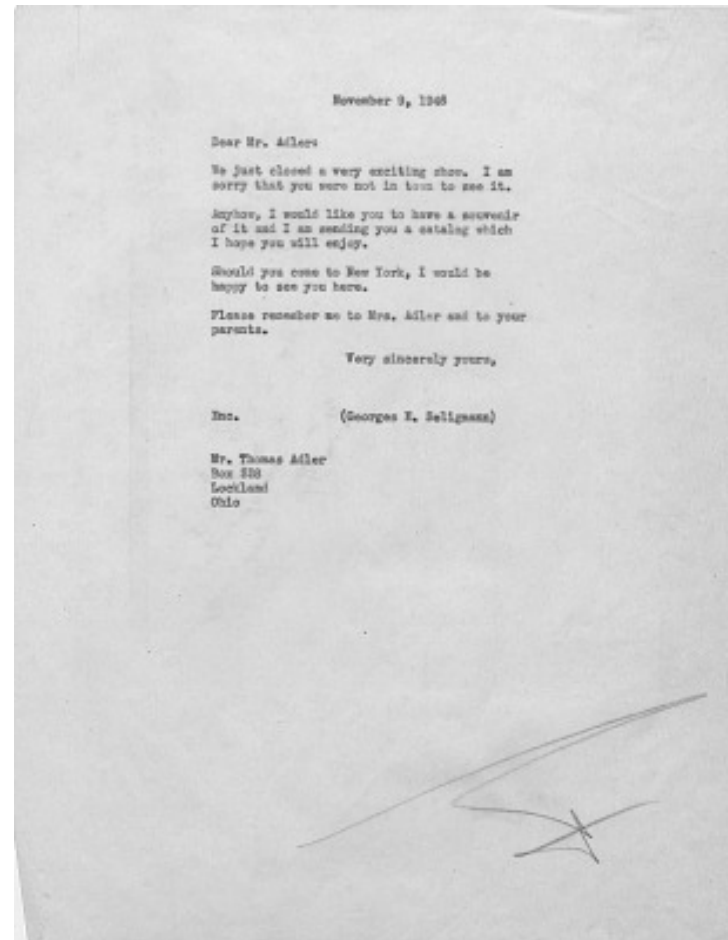 November 9, 1948
Dear Mr. Adler:
We just closed a very exciting show. I am
sorry that you were not in town to see it.
Anyhow, I would like you to have a souvenir
of it and I am sending you a catalog which
I hope you will enjoy.
Should you come to New York, I would be
happy to see you here.
Please remember me to Mrs. Adler and to your
parents.
Very sincerely yours,
Enc. (Georges E. Seligmann)
Mr. Thomas Adler
Box
Lockland
Ohio